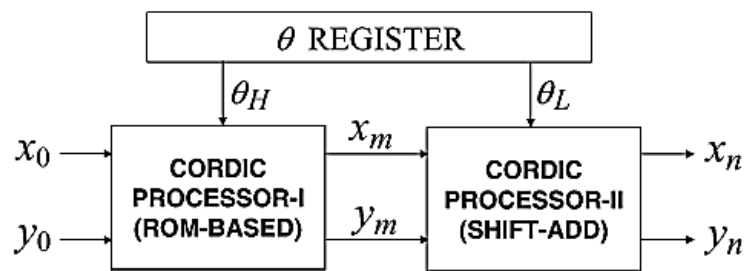 θ REGISTER
θ_H θ_L
x_0 CORDIC PROCESSOR-I (ROM-BASED) x_m CORDIC PROCESSOR-II (SHIFT-ADD) x_n
y_0 y_m y_n